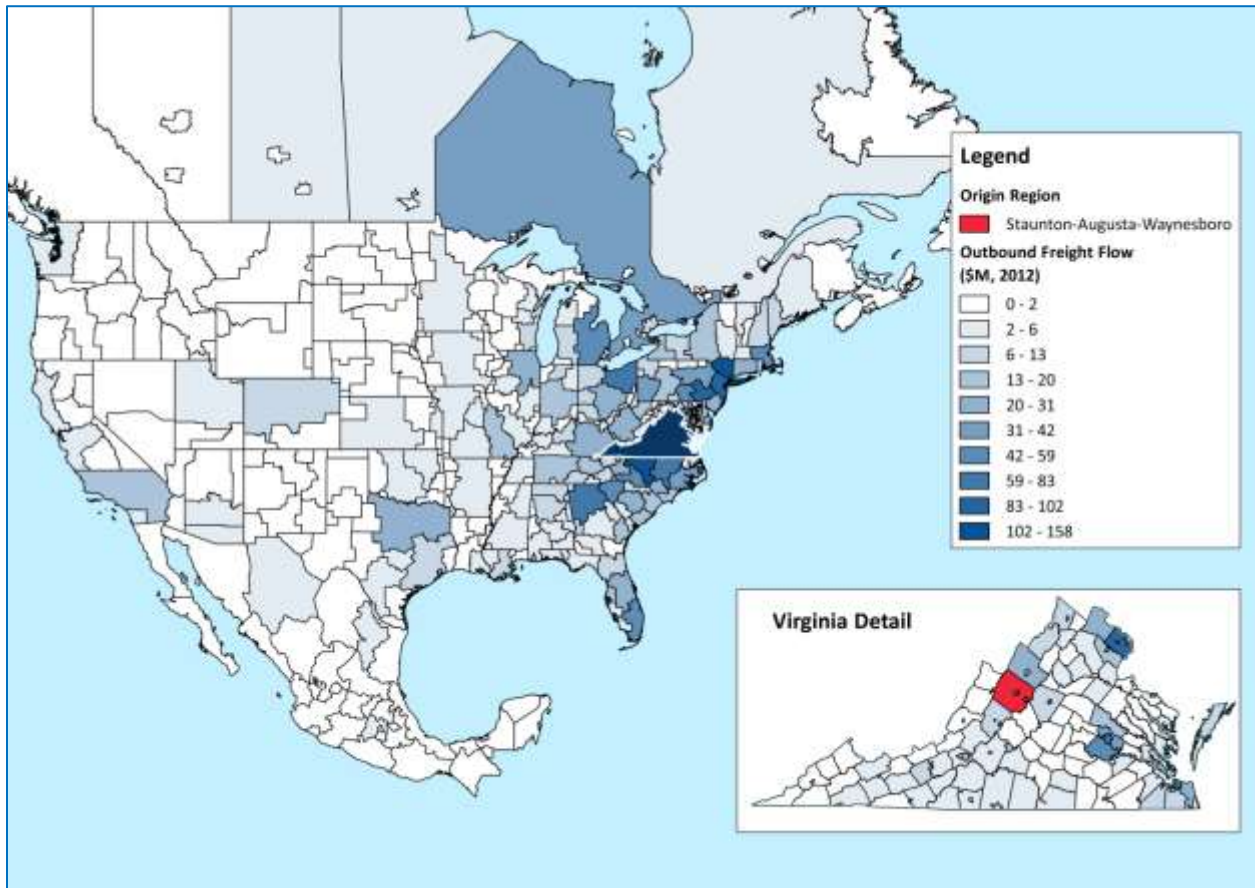 Legend
Origin Region
Staunton-Augusta-Waynesboro
Outbound Freight Flow
($M, 2012)
0 - 2
2 - 6
6 - 13
13 - 20
20 - 31
31 - 42
42 - 59
59 - 83
83 - 102
102 - 158
Virginia Detail